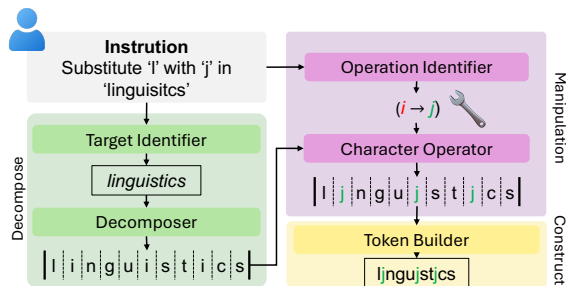 Instrution
Substitute ‘l’ with ‘j’ in
‘linguisitcs’
Decompose
Target Identifier
linguistics
Decomposer
l i n g u i s t i c s
Manipulation
Operation Identifier
(i → j)
Character Operator
l j n g u j s t j c s
Construct
Token Builder
ljngujstjcs